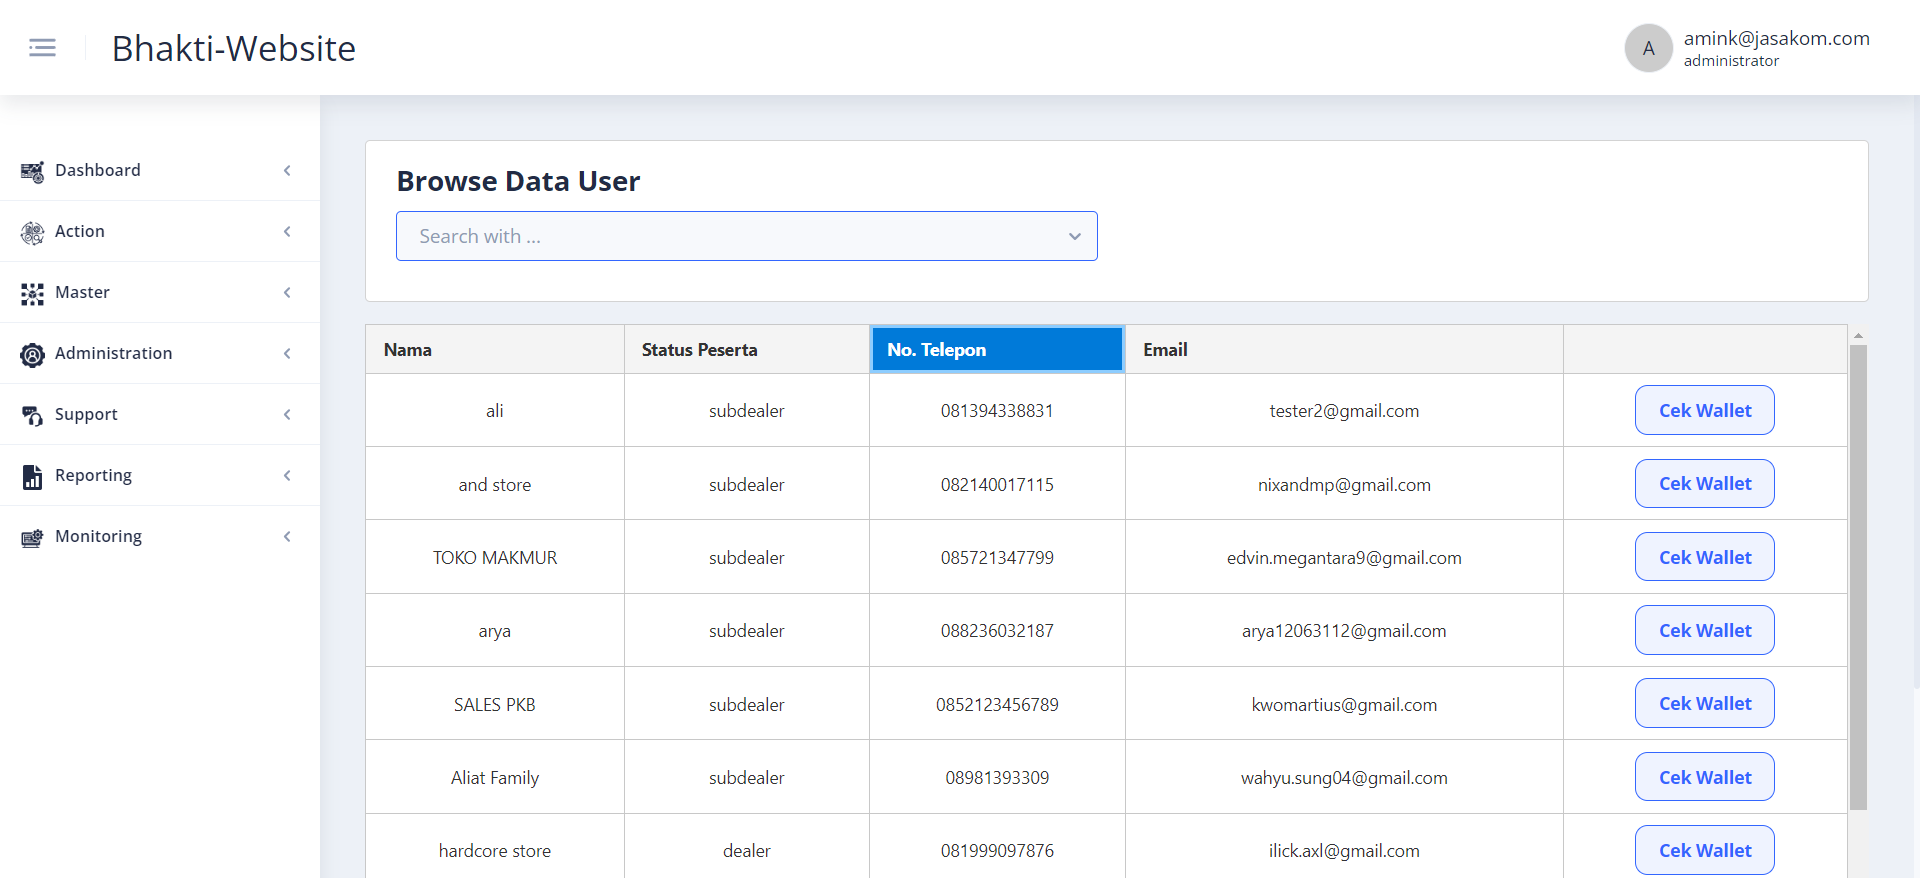 Bhakti-Website
A
amink@jasakom.com
administrator
Dashboard
Action
Master
Administration
Support
Reporting
Monitoring
Browse Data User
Search with ...
Nama Status Peserta No. Telepon Email
ali subdealer 081394338831 tester2@gmail.com Cek Wallet
and store subdealer 082140017115 nixandmp@gmail.com Cek Wallet
TOKO MAKMUR subdealer 085721347799 edvin.megantara9@gmail.com Cek Wallet
arya subdealer 088236032187 arya12063112@gmail.com Cek Wallet
SALES PKB subdealer 0852123456789 kwomartius@gmail.com Cek Wallet
Aliat Family subdealer 08981393309 wahyu.sung04@gmail.com Cek Wallet
hardcore store dealer 081999097876 ilick.axl@gmail.com Cek Wallet